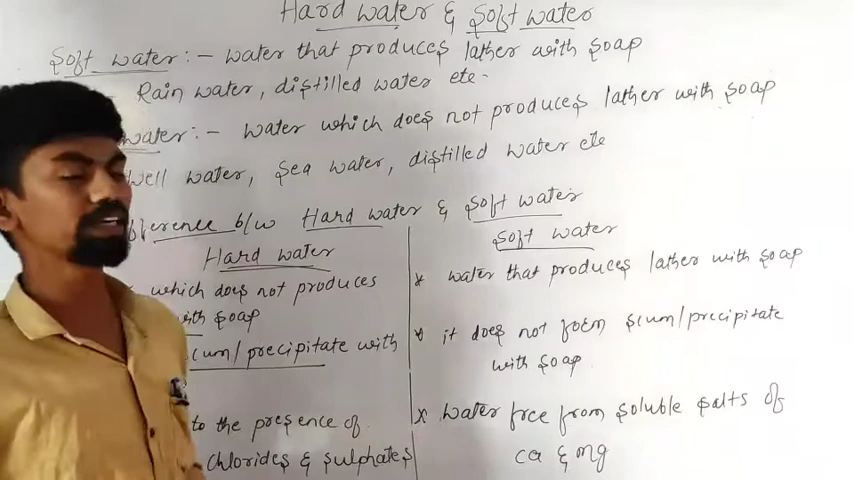 Hard water & Soft water
Soft water :- water that produces lather with soap
Rain water, distilled water etc.
water :- water which does not produces lather with soap
well water, sea water, distilled water etc
fference b/w Hard water & Soft water
Hard water
which does not produces
with soap
cum/precipitate with
to the presence of
chlorides & sulphates
Soft water
* water that produces lather with soap
* it does not form scum/precipitate
with soap
* water free from soluble salts of
ca & mg